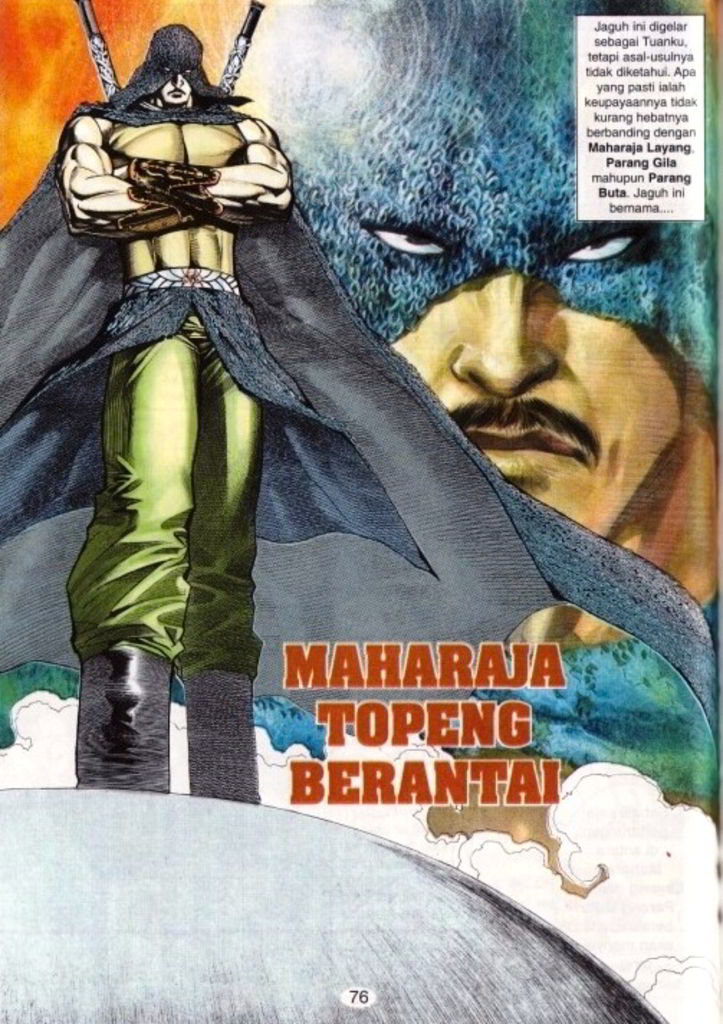 Jaguh ini digelar
sebagai Tuanku,
tetapi asal-usulnya
tidak diketahui. Apa
yang pasti ialah
keupayaannya tidak
kurang hebatnya
berbanding dengan
Maharaja Layang,
Parang Gila
mahupun Parang
Buta. Jaguh ini
bernama....
MAHARAJA
TOPENG
BERANTAI
76